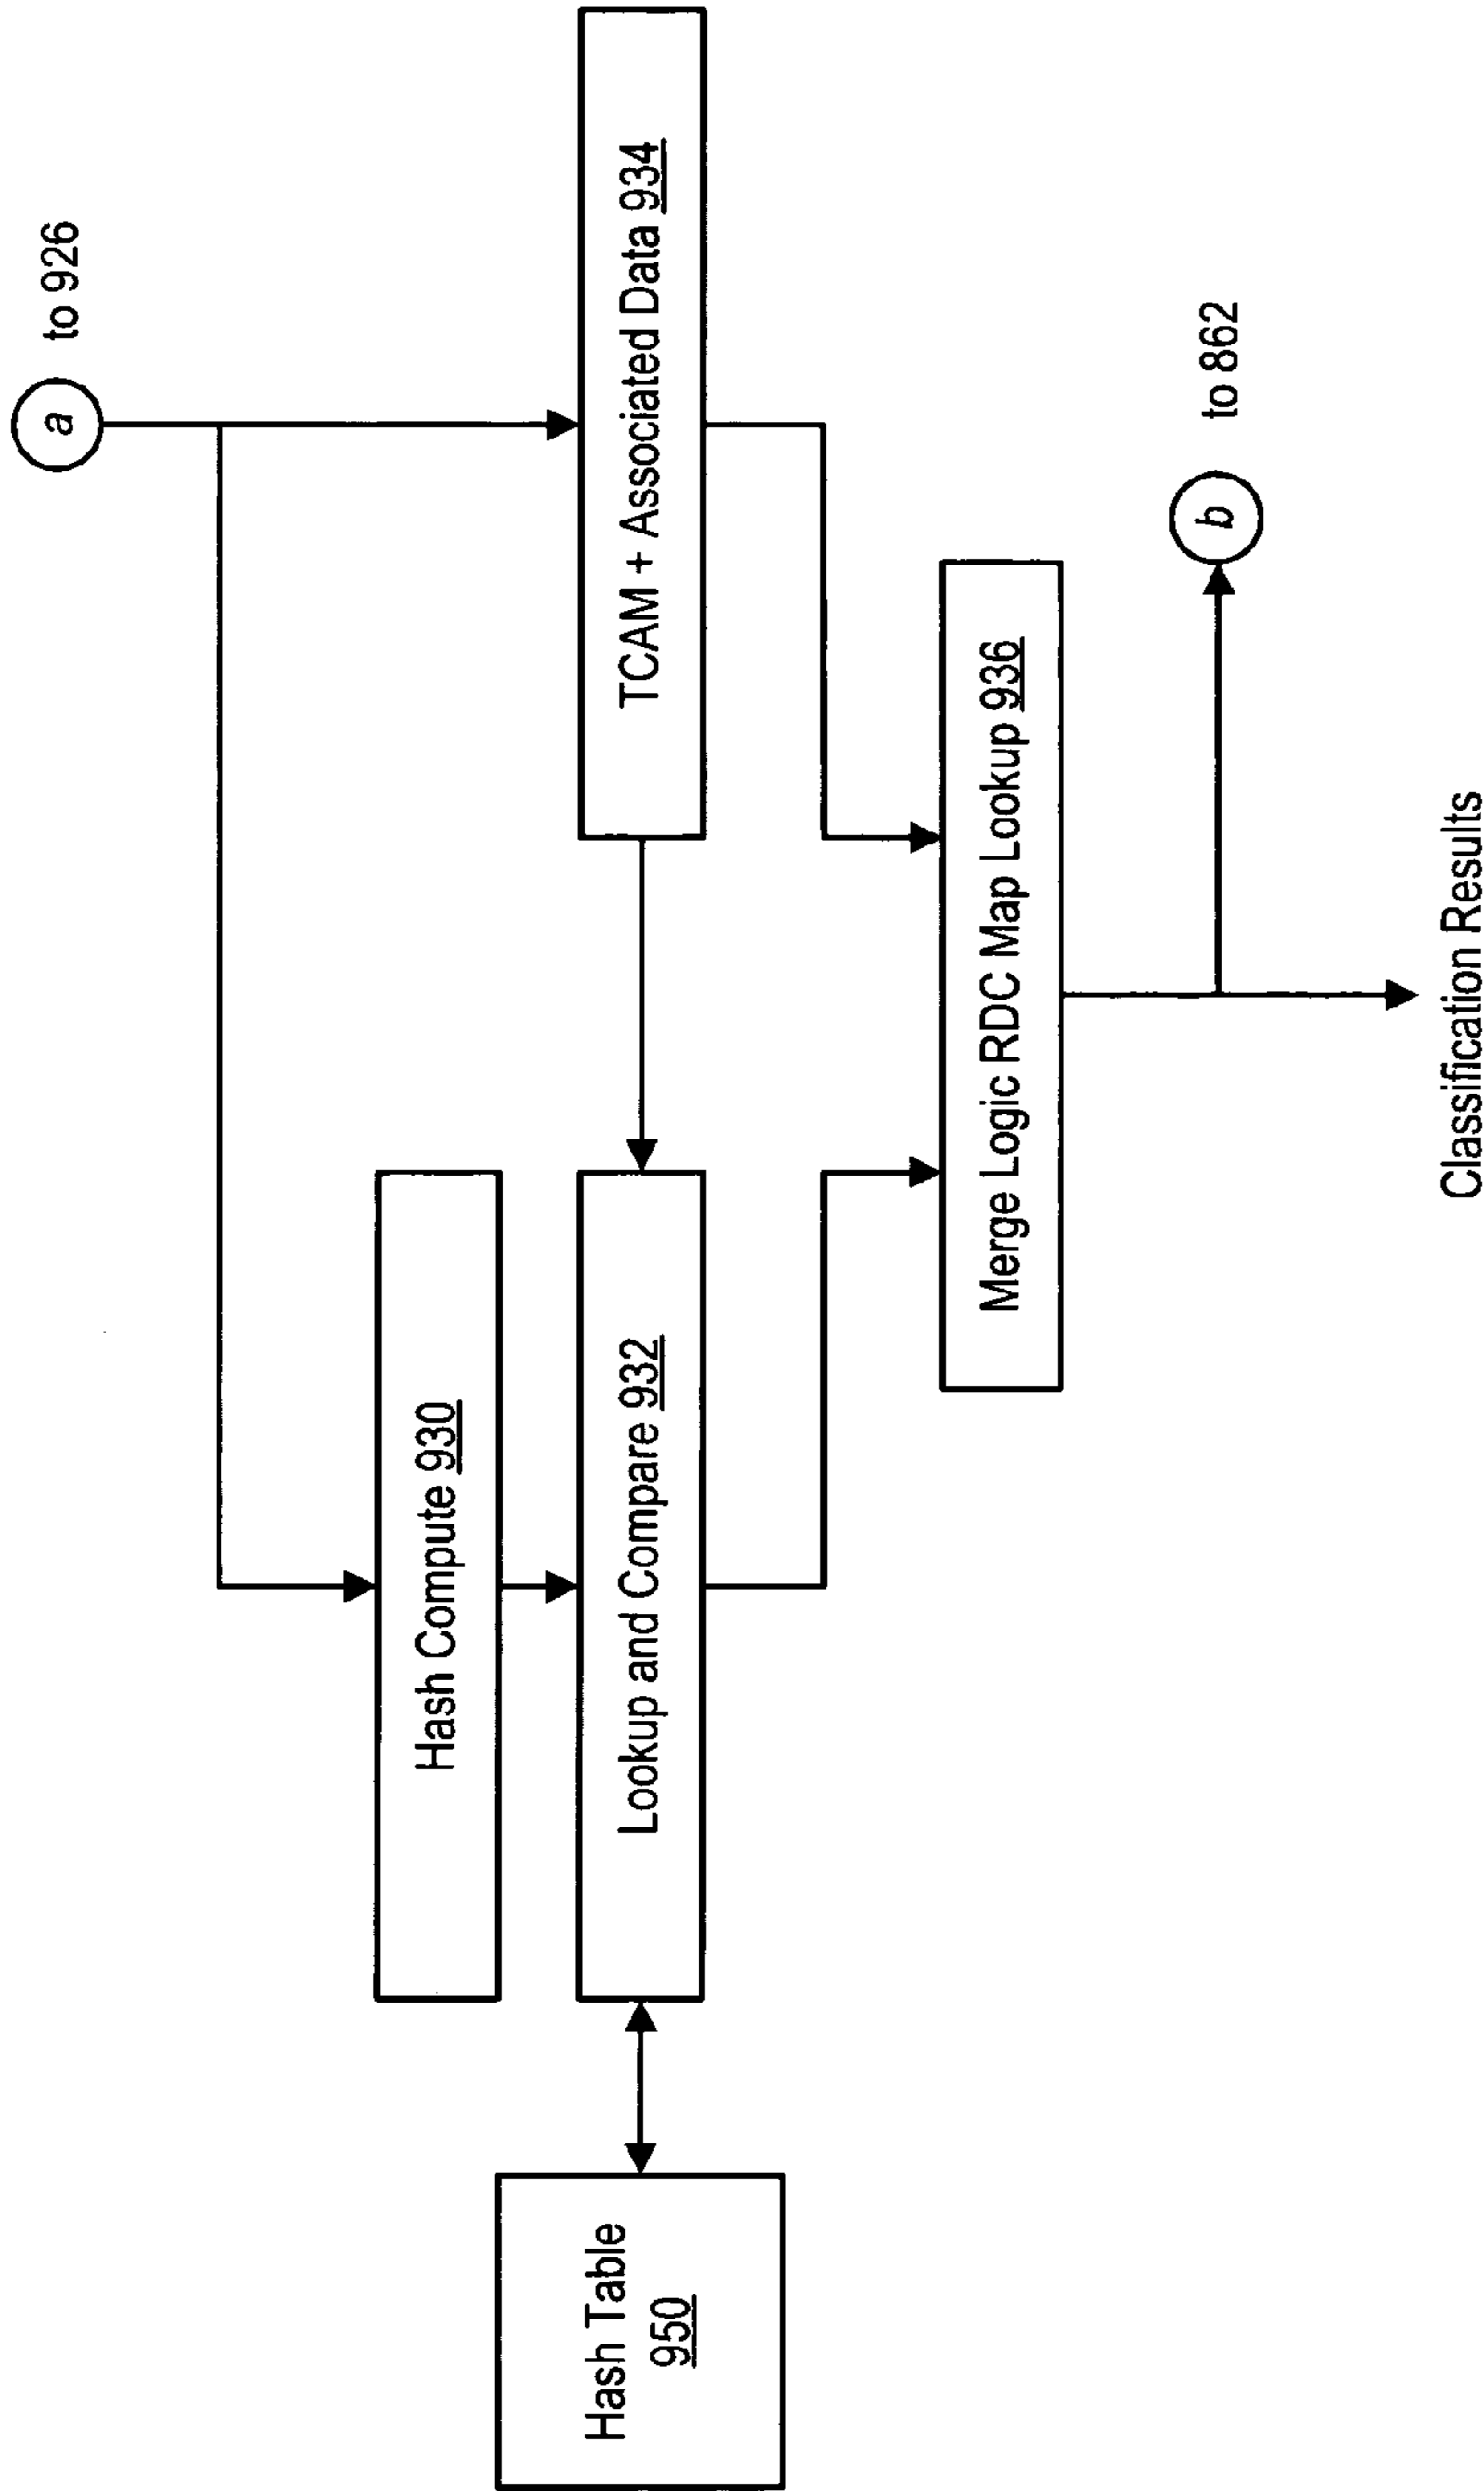 a
to 926
Hash Compute 930
Hash Table
950
Lookup and Compare 932
TCAM + Associated Data 934
Merge Logic RDC Map Lookup 936
b
to 862
Classification Results